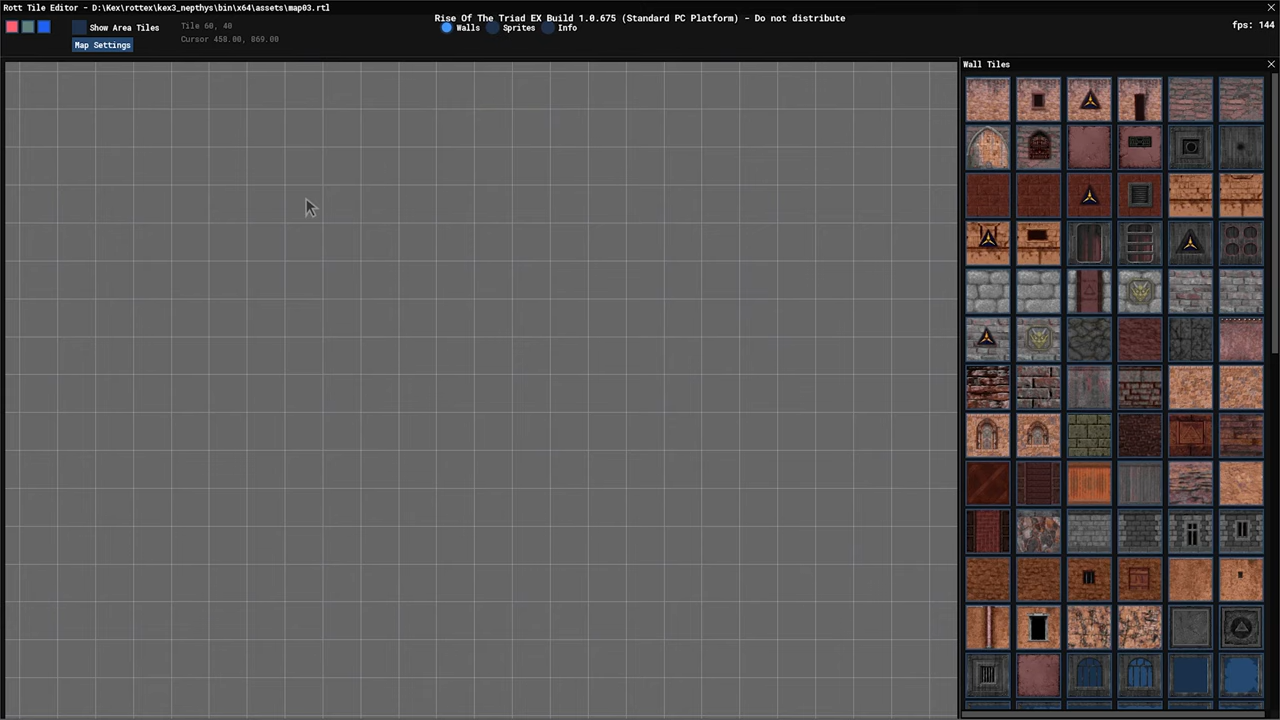 Rott Tile Editor - D:\Kex\rottex\kex3_nepthys\bin\x64\assets\map03.rtl
Rise Of The Triad EX Build 1.0.675 (Standard PC Platform) - Do not distribute
Show Area Tiles
Tile 60, 40
Walls
Sprites
Info
fps: 144
Map Settings
Cursor 458.00, 869.00
Wall Tiles